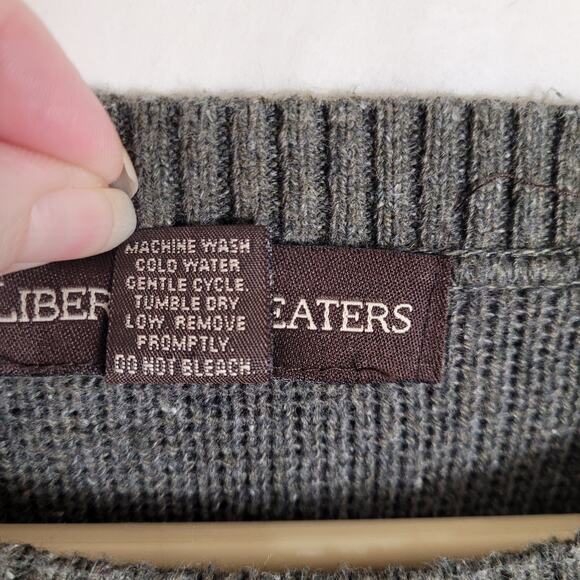 MACHINE WASH
COLD WATER
GENTLE CYCLE.
TUMBLE DRY
LOW. REMOVE
PROMPTLY.
DO NOT BLEACH.
LIBER EATERS